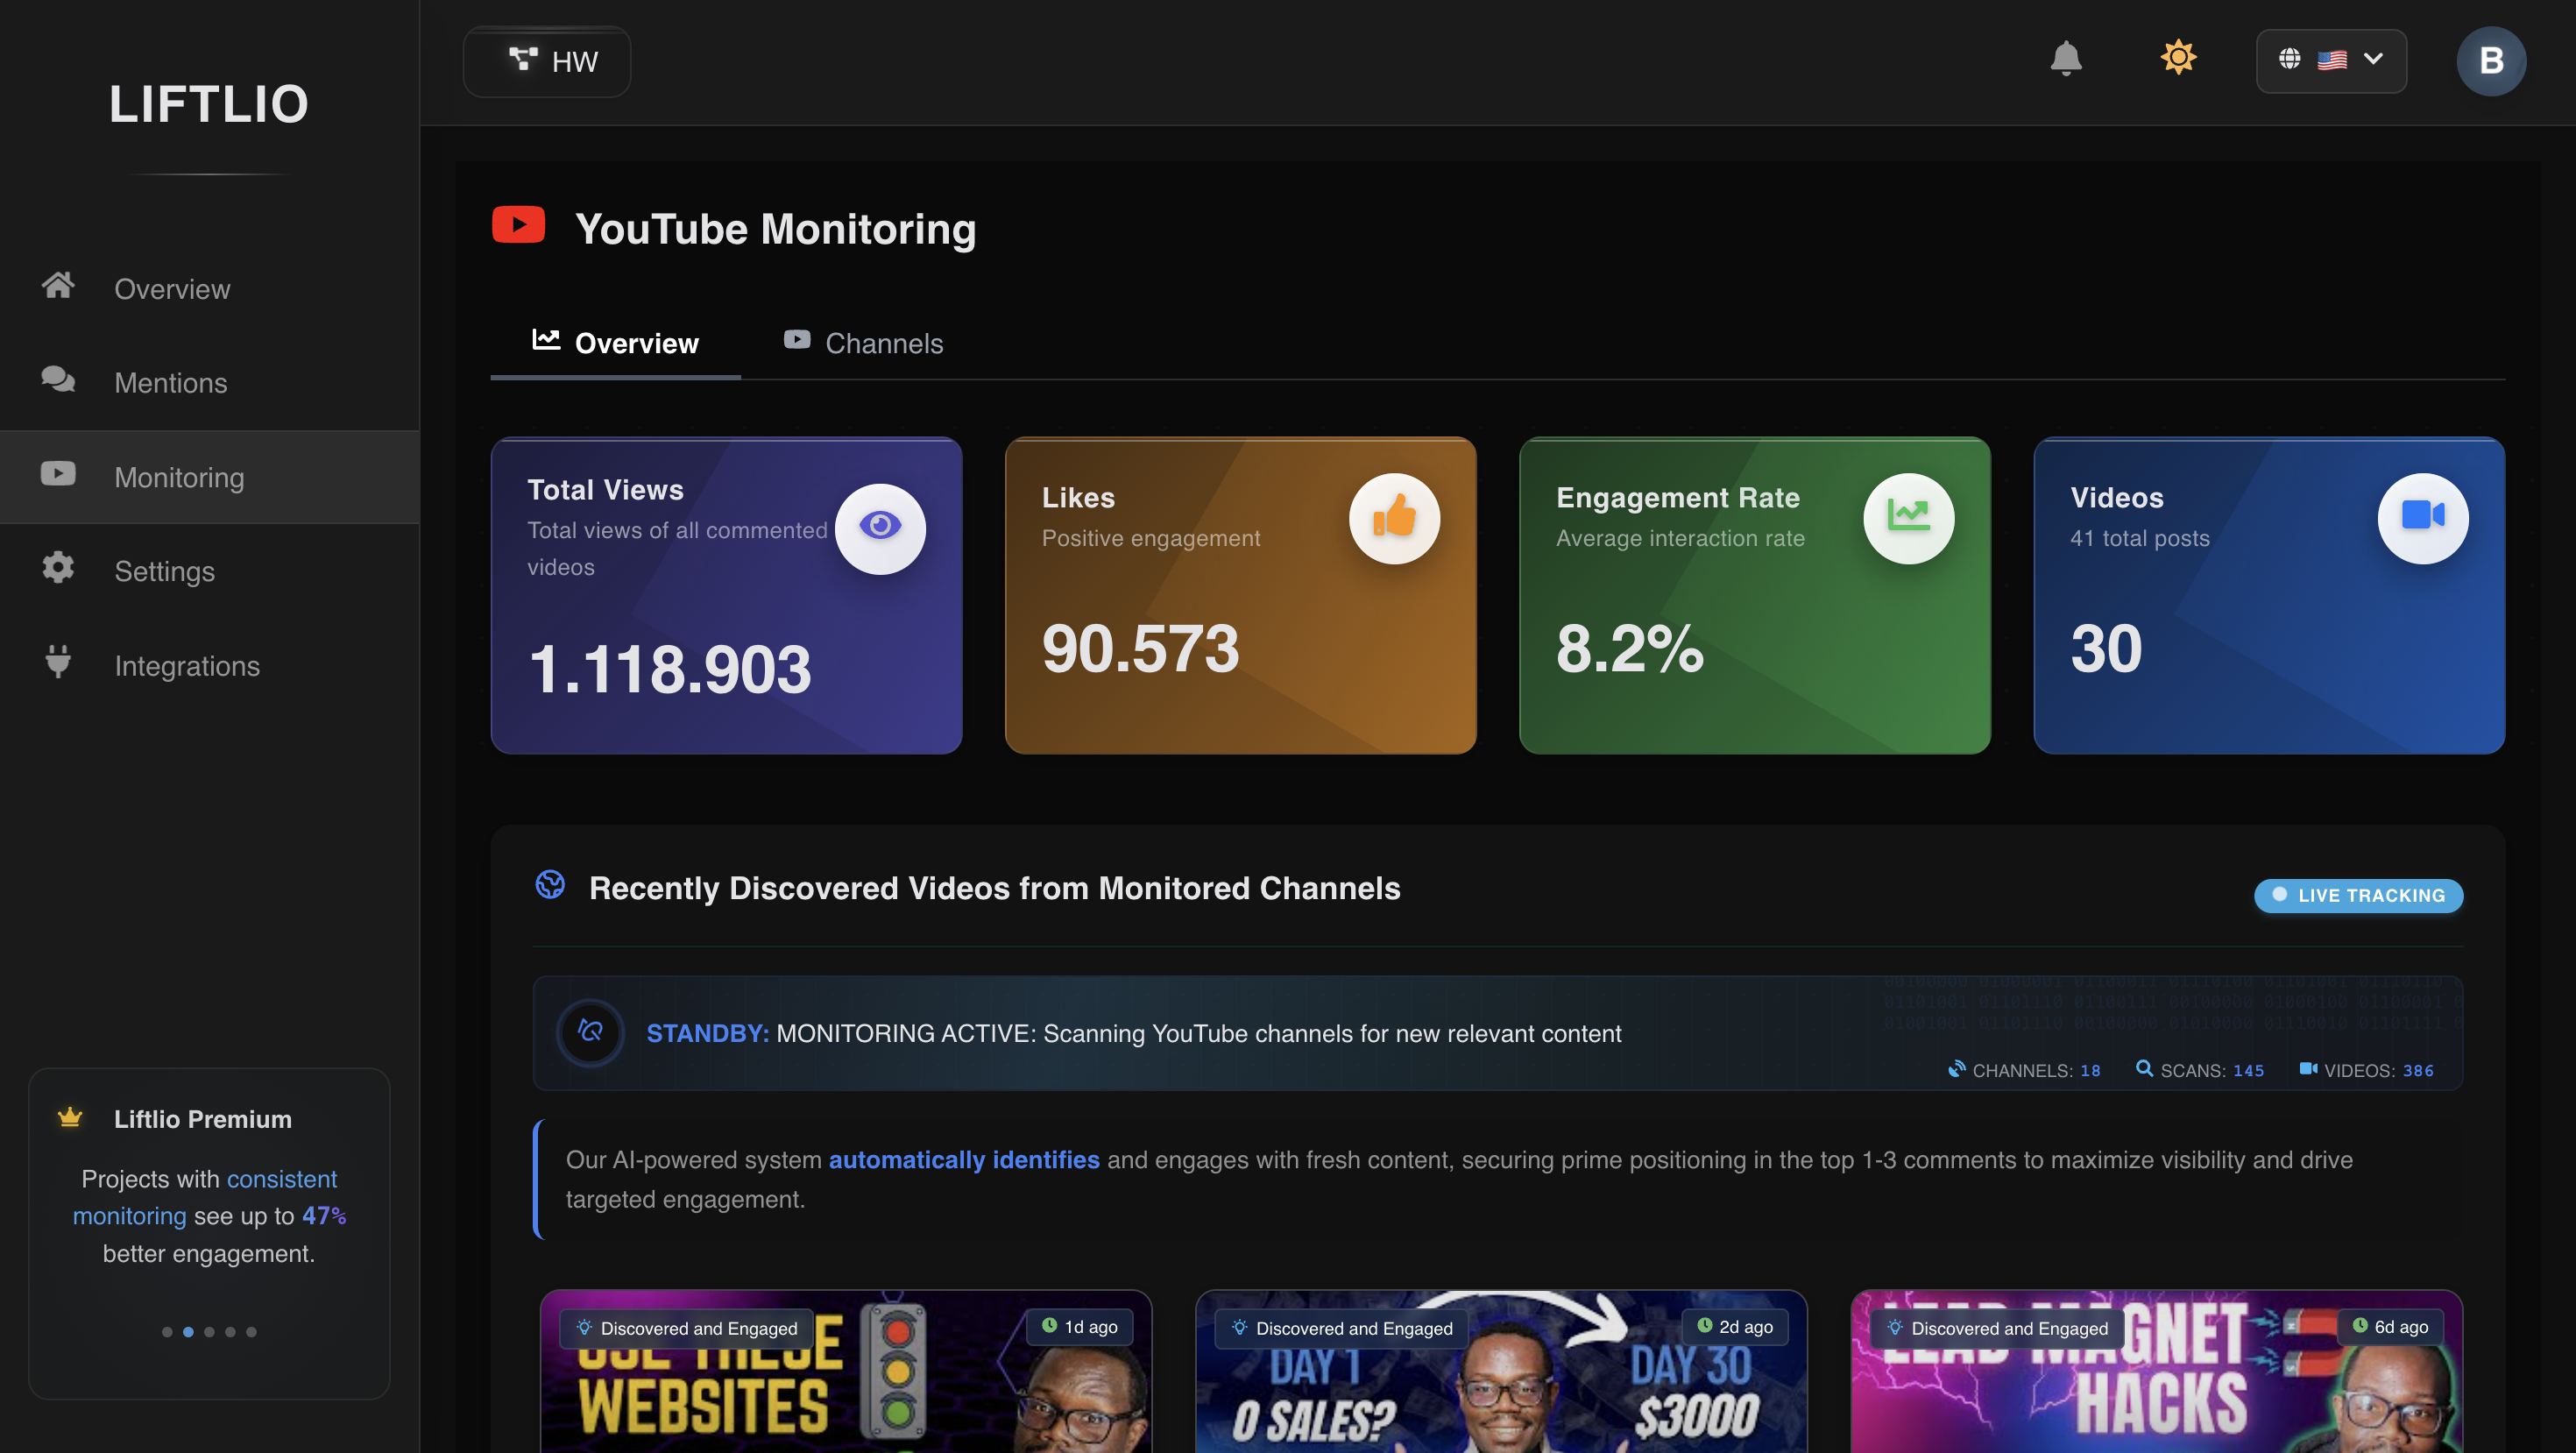 LIFTLIO
HW
B
Overview
Mentions
Monitoring
Settings
Integrations
YouTube Monitoring
Overview
Channels
Total Views
Total views of all commented
videos
1.118.903
Likes
Positive engagement
90.573
Engagement Rate
Average interaction rate
8.2%
Videos
41 total posts
30
Recently Discovered Videos from Monitored Channels
LIVE TRACKING
STANDBY: MONITORING ACTIVE: Scanning YouTube channels for new relevant content
CHANNELS: 18
SCANS: 145
VIDEOS: 386
Our AI-powered system automatically identifies and engages with fresh content, securing prime positioning in the top 1-3 comments to maximize visibility and drive
targeted engagement.
Liftlio Premium
Projects with consistent
monitoring see up to 47%
better engagement.
Discovered and Engaged
1d ago
USE THESE
WEBSITES
Discovered and Engaged
2d ago
DAY 1
0 SALES?
DAY 30
$3000
Discovered and Engaged
6d ago
LEAD MAGNET
HACKS